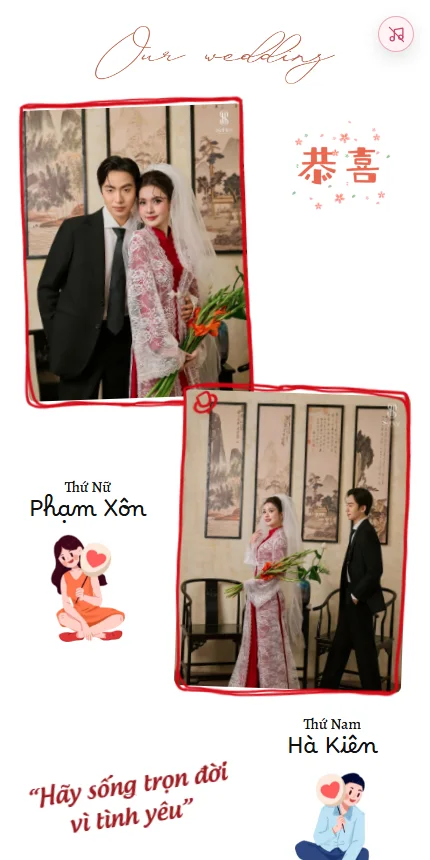 Our wedding
恭喜
Thứ Nữ
Phạm Xôn
Thứ Nam
Hà Kiên
“Hãy sống trọn đời
vì tình yêu”